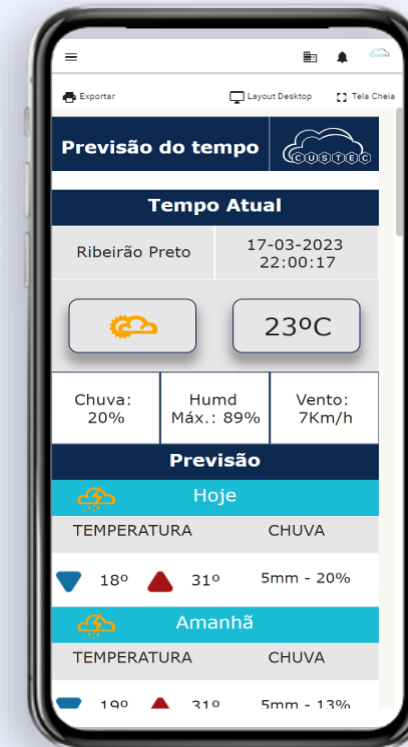 Exportar
Layout Desktop
Tela Cheia
Previsão do tempo
CUSTEC
Tempo Atual
Ribeirão Preto
17-03-2023
22:00:17
23ºC
Chuva:
20%
Humd
Máx.: 89%
Vento:
7Km/h
Previsão
Hoje
TEMPERATURA
CHUVA
18º
31º
5mm - 20%
Amanhã
TEMPERATURA
CHUVA
19º
31º
5mm - 13%